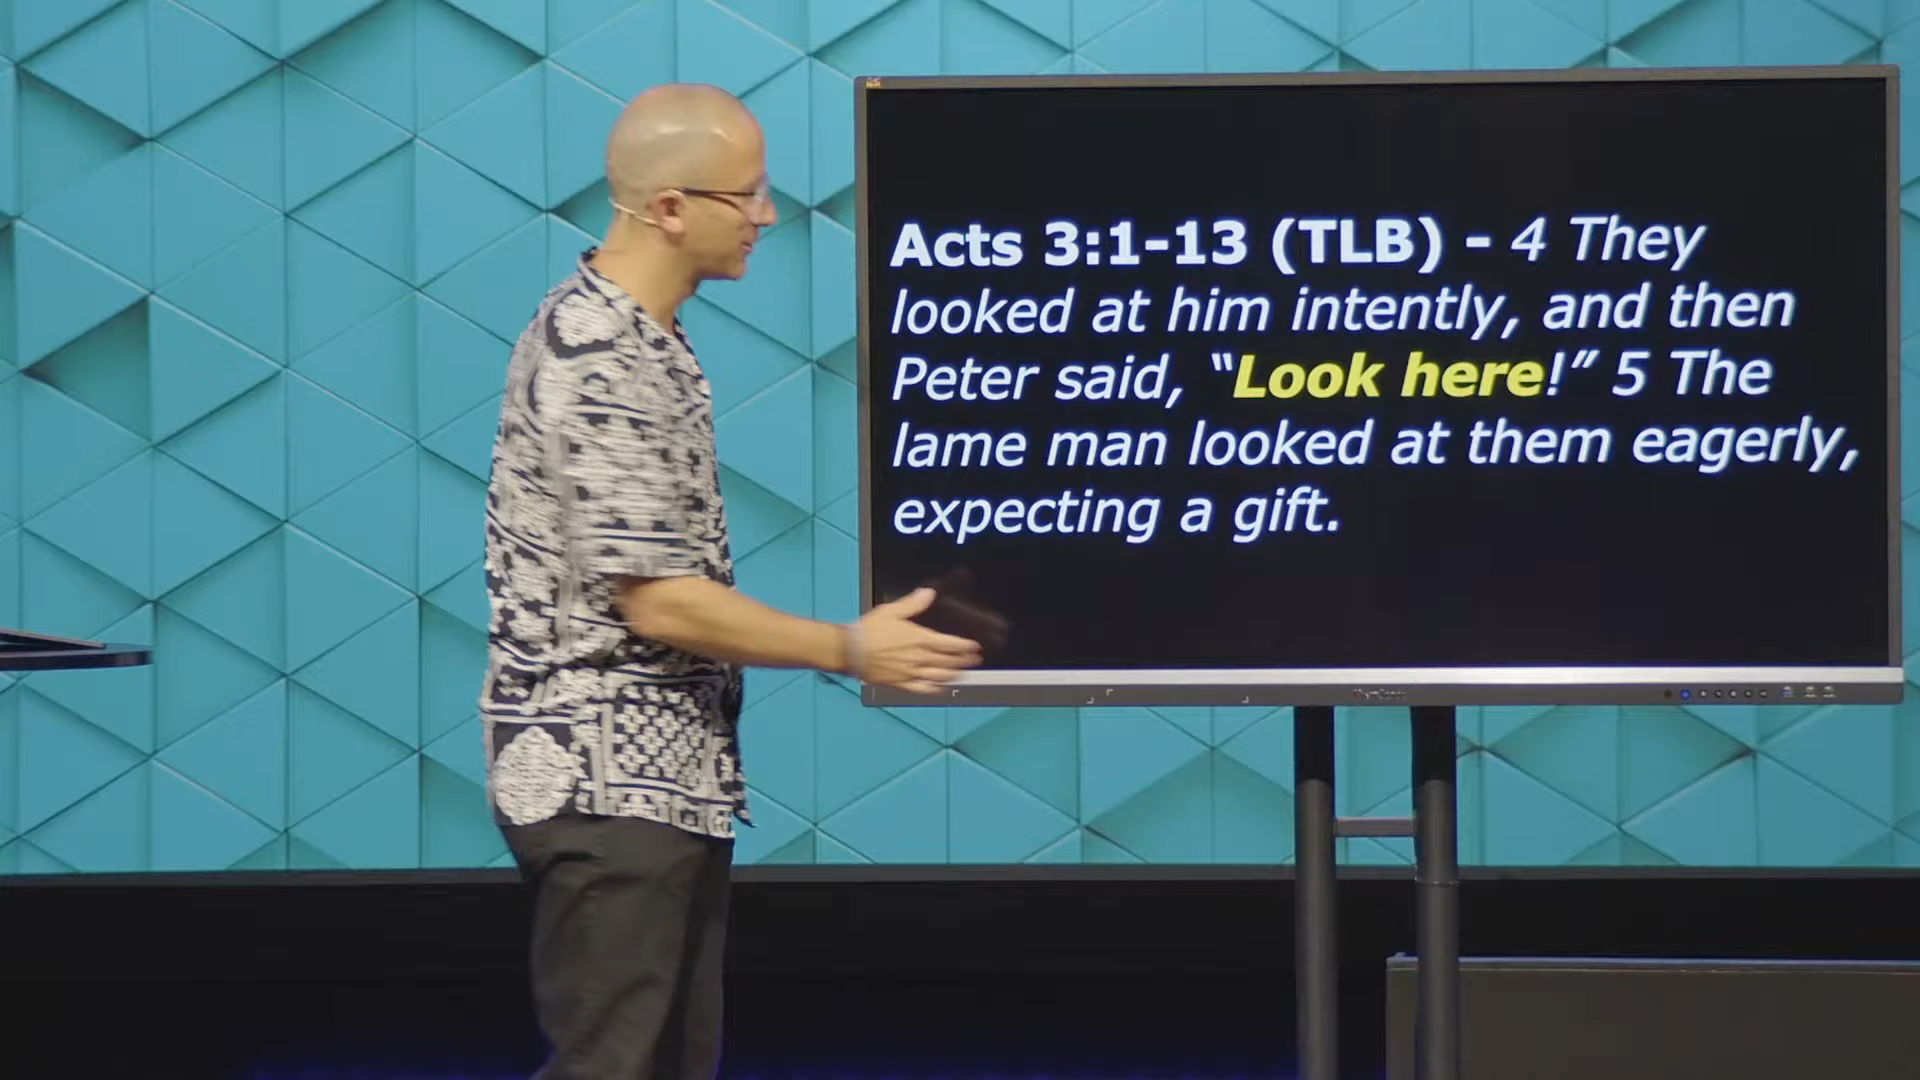 Acts 3:1-13 (TLB) - 4 They
looked at him intently, and then
Peter said, “Look here!” 5 The
lame man looked at them eagerly,
expecting a gift.